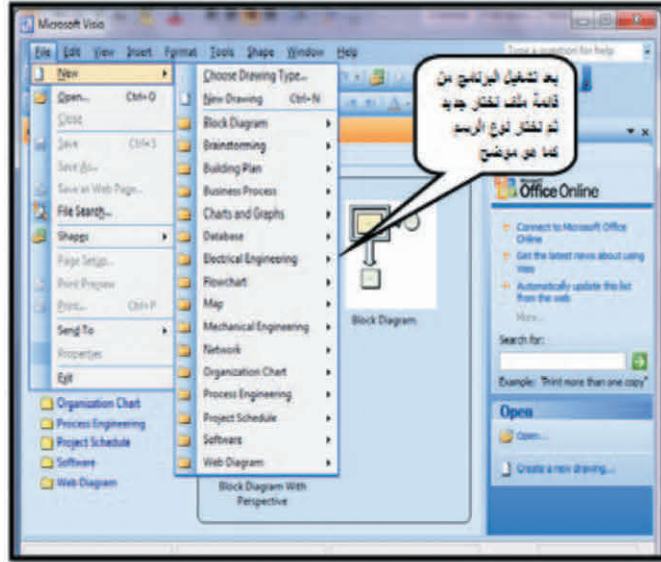 Microsoft Visio
File Edit View Insert Format Tools Shape Window Help
Type a question for help
New
Open... Ctrl+O
Close
Save Ctrl+S
Save As...
Save as Web Page...
File Search...
Shapes
Page Setup...
Print Preview
Print... Ctrl+P
Send To
Properties
Exit
Choose Drawing Type...
New Drawing Ctrl+N
Block Diagram
Brainstorming
Building Plan
Business Process
Charts and Graphs
Database
Electrical Engineering
Flowchart
Map
Mechanical Engineering
Network
Organization Chart
Process Engineering
Project Schedule
Software
Web Diagram
بعد تشغيل البرنامج من
قائمة ملف نختار جديد
ثم نختار نوع الرسم
كما هو موضح
Organization Chart
Process Engineering
Project Schedule
Software
Web Diagram
Block Diagram
Block Diagram With
Perspective
Office Online
Connect to Microsoft Office
Online
Get the latest news about using
Visio
Automatically update this list
from the web
More...
Search for:
Example: "Print more than one copy"
Open
Open...
Create a new drawing...